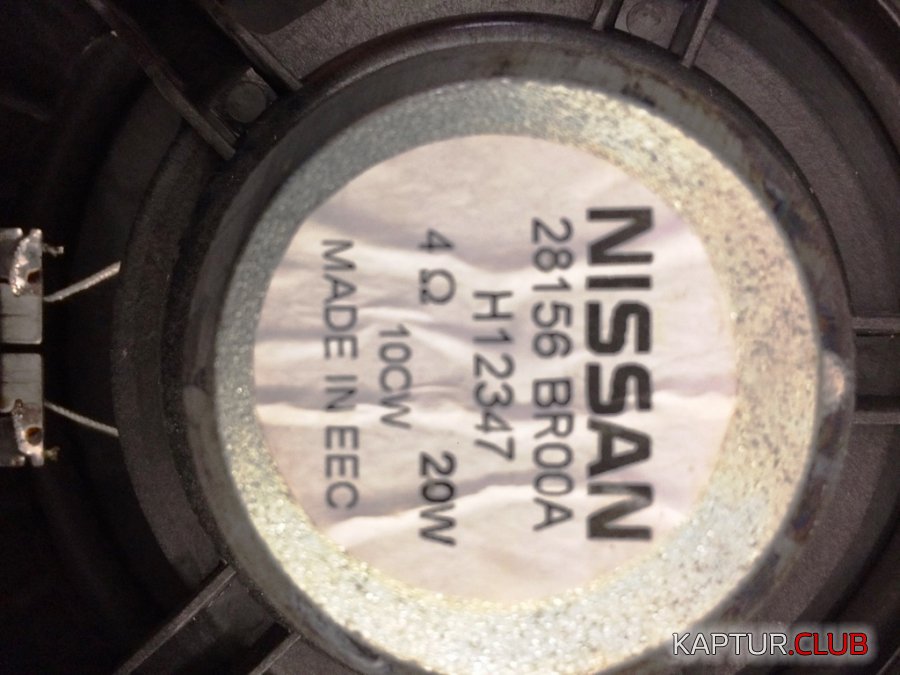 NISSAN
28156 BR00A
H12347
4 Ω 20W
10CW
MADE IN EEC
KAPTUR.CLUB